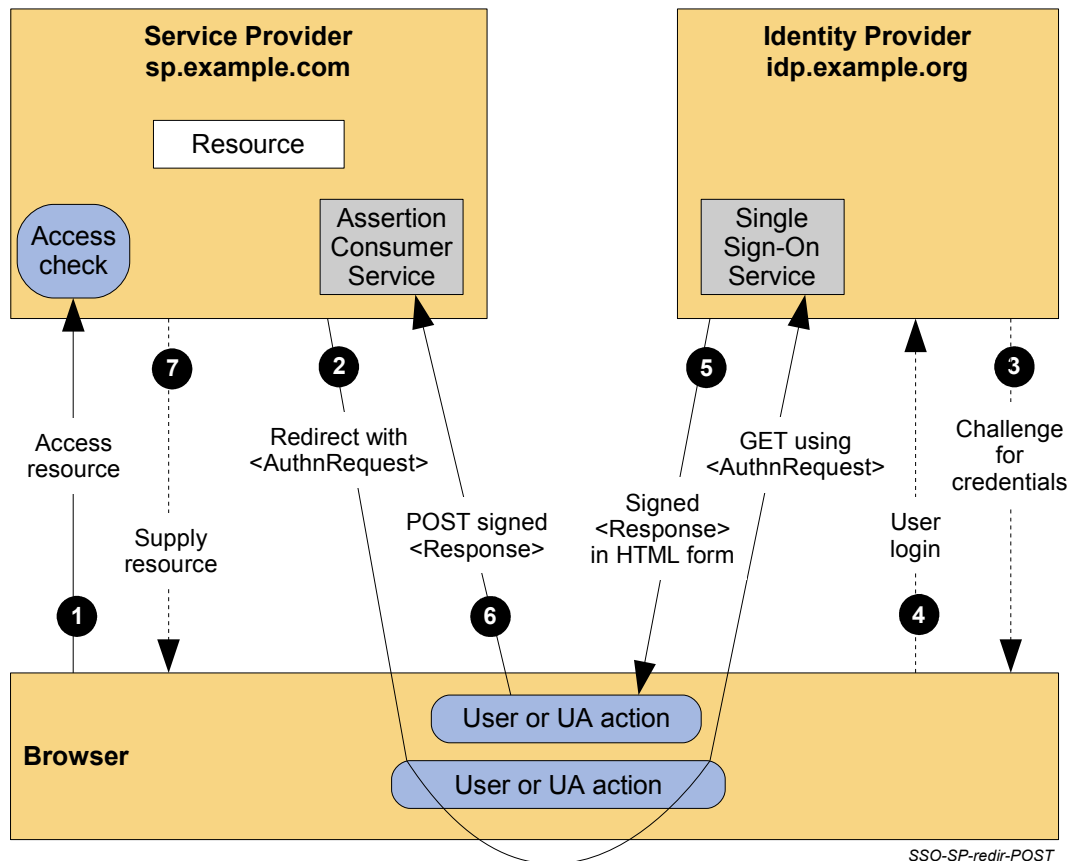 Service Provider
sp.example.com
Resource
Access
check
Assertion
Consumer
Service
Identity Provider
idp.example.org
Single
Sign-On
Service
7
2
5
3
Access
resource
Redirect with
<AuthnRequest>
GET using
<AuthnRequest>
Challenge
for
credentials
Supply
resource
POST signed
<Response>
Signed
<Response>
in HTML form
User
login
1
6
4
User or UA action
Browser
User or UA action
SSO-SP-redir-POST